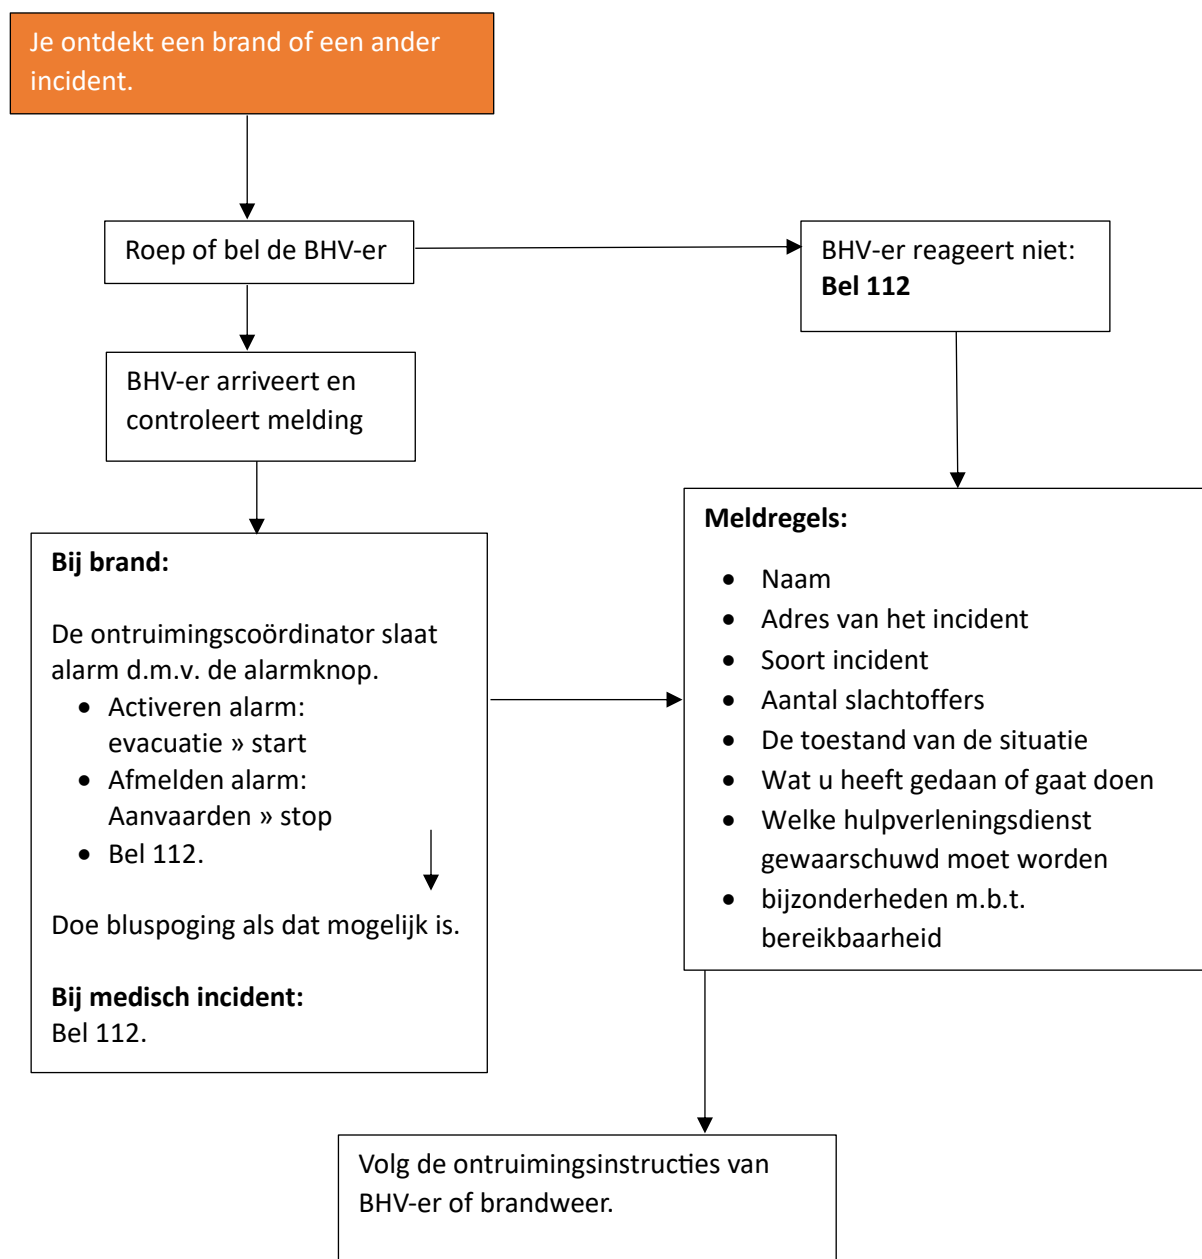 Je ontdekt een brand of een ander
incident.
Roep of bel de BHV-er
BHV-er reageert niet:
Bel 112
BHV-er arriveert en
controleert melding
Bij brand:
De ontruimingscoördinator slaat
alarm d.m.v. de alarmknop.
• Activeren alarm:
evacuatie » start
• Afmelden alarm:
Aanvaarden » stop
• Bel 112.
Doe bluspoging als dat mogelijk is.
Bij medisch incident:
Bel 112.
Meldregels:
• Naam
• Adres van het incident
• Soort incident
• Aantal slachtoffers
• De toestand van de situatie
• Wat u heeft gedaan of gaat doen
• Welke hulpverleningsdienst
gewaarschuwd moet worden
• bijzonderheden m.b.t.
bereikbaarheid
Volg de ontruimingsinstructies van
BHV-er of brandweer.